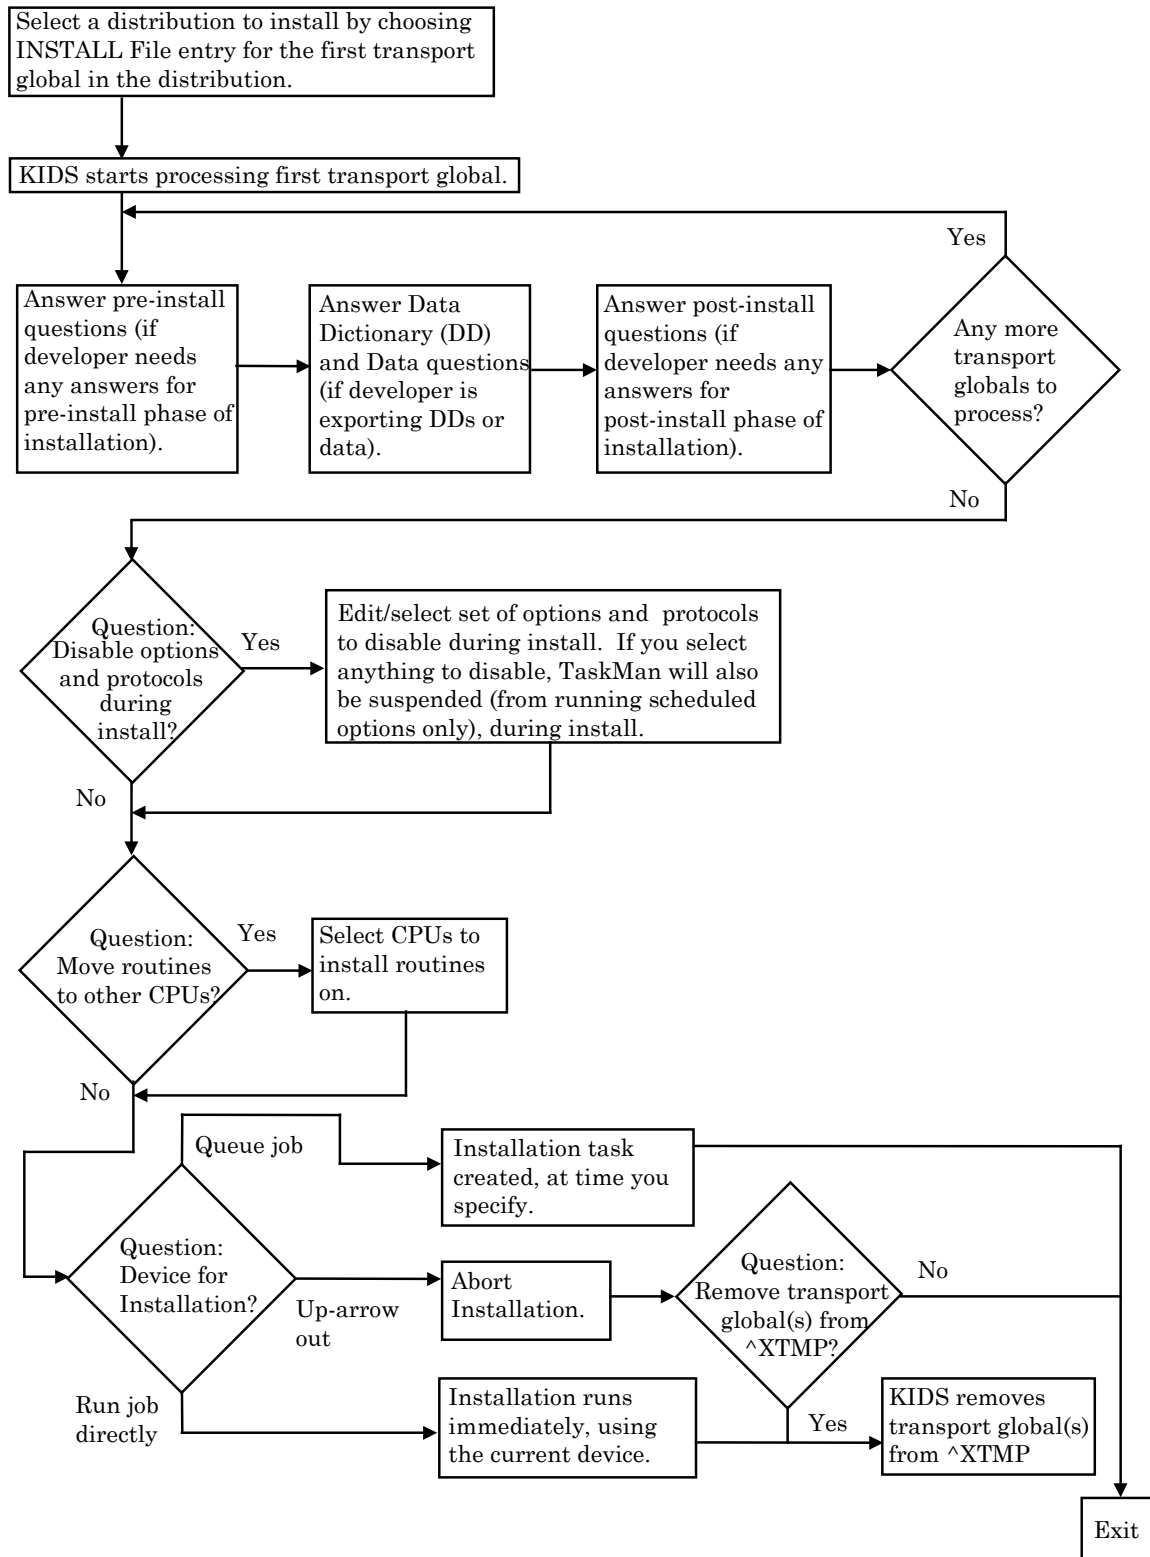 Select a distribution to install by choosing
INSTALL File entry for the first transport
global in the distribution.
KIDS starts processing first transport global.
Yes
Answer pre-install
questions (if
developer needs
any answers for
pre-install phase of
installation).
Answer Data
Dictionary (DD)
and Data questions
(if developer is
exporting DDs or
data).
Answer post-install
questions (if
developer needs any
answers for
post-install phase of
installation).
Any more
transport
globals to
process?
No
Question:
Disable options
and protocols
during
install?
Yes
Edit/select set of options and  protocols
to disable during install.  If you select
anything to disable, TaskMan will also
be suspended (from running scheduled
options only), during install.
No
Question:
Move routines
to other CPUs?
Yes
Select CPUs to
install routines
on.
No
Queue job
Installation task
created, at time you
specify.
Question:
Device for
Installation?
Up-arrow
out
Abort
Installation.
Question:
Remove transport
global(s) from
^XTMP?
No
Run job
directly
Installation runs
immediately, using
the current device.
Yes
KIDS removes
transport global(s)
from ^XTMP
Exit